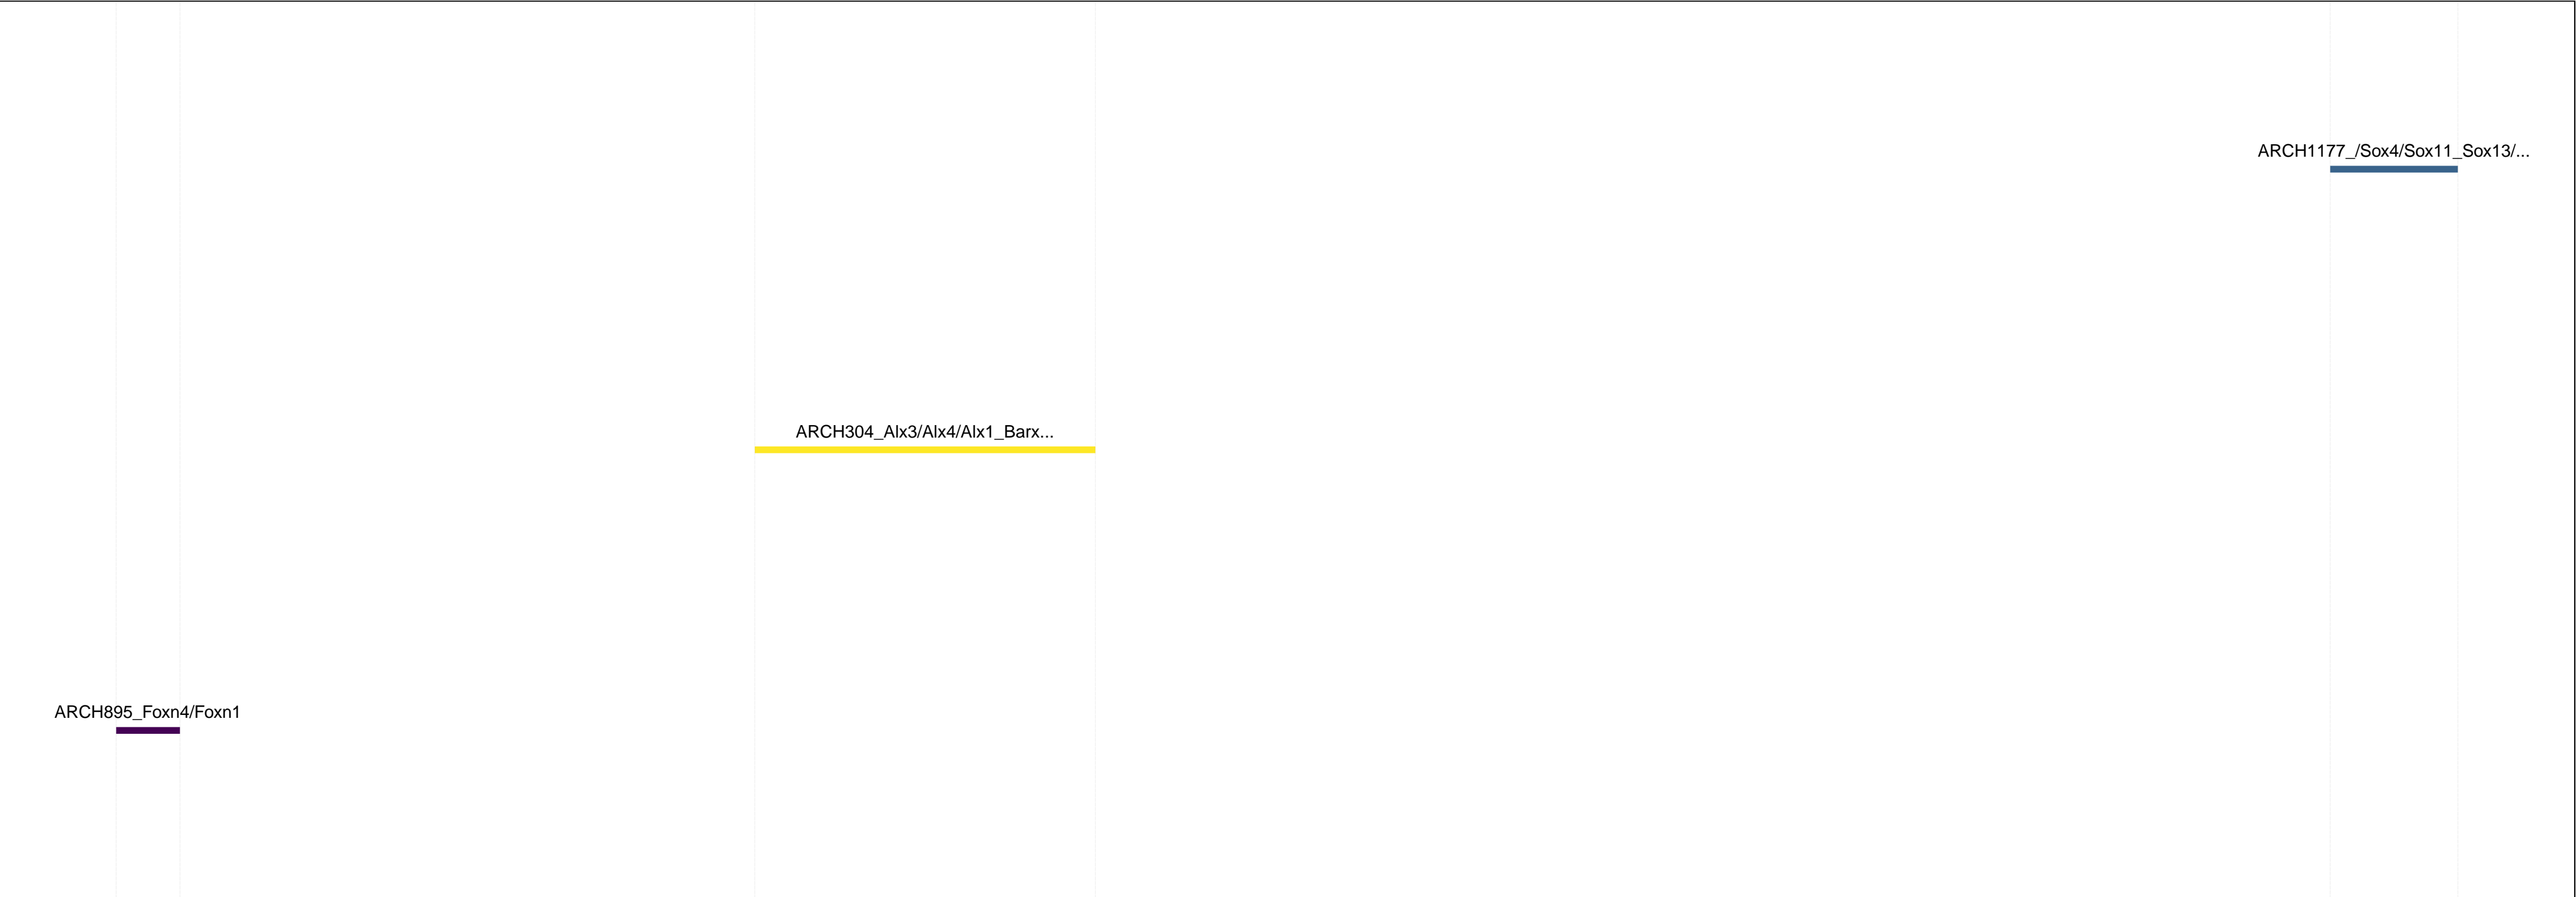 ARCH1177_/Sox4/Sox11_Sox13/...
ARCH304_Alx3/Alx4/Alx1_Barx...
ARCH895_Foxn4/Foxn1